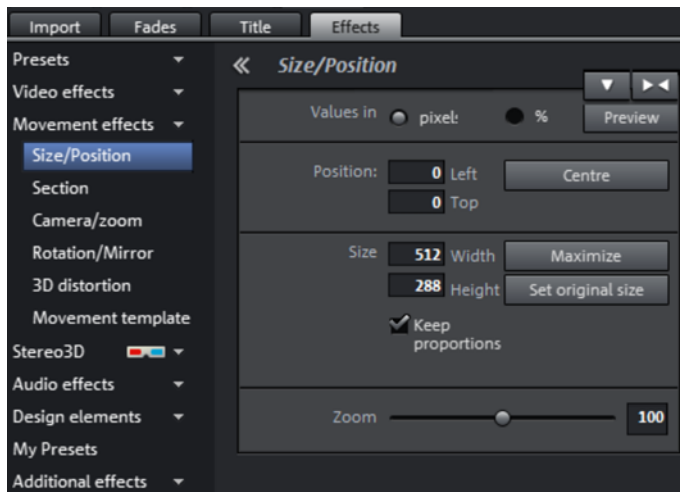 Import Fades Title Effects
Presets
Video effects
Movement effects
Size/Position
Section
Camera/zoom
Rotation/Mirror
3D distortion
Movement template
Stereo3D
Audio effects
Design elements
My Presets
Additional effects
Size/Position
Values in pixel: %
Preview
Position: 0 Left Centre
0 Top
Size 512 Width Maximize
288 Height Set original size
Keep
proportions
Zoom 100